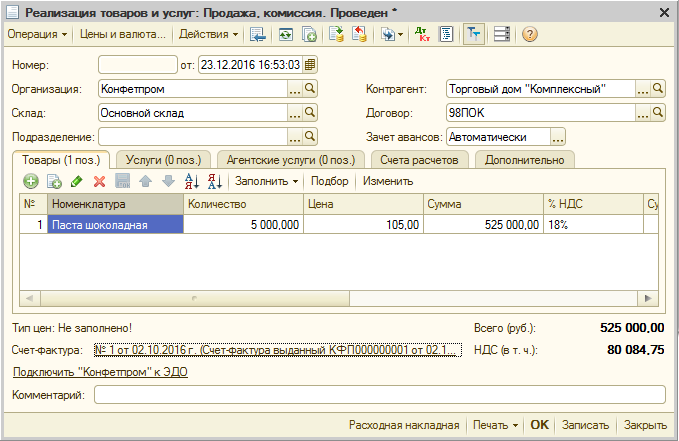 Реализация товаров и услуг: Продажа, комиссия. Проведен *
Операция Цены и валюта... Действия Дт Кт ?
Номер: от: 23.12.2016 16:53:03
Организация: Конфетпром ... Контрагент: Торговый дом "Комплексный" ...
Склад: Основной склад ... Договор: 98ПОК ...
Подразделение: ... Зачет авансов: Автоматически ...
Товары (1 поз.) Услуги (0 поз.) Агентские услуги (0 поз.) Счета расчетов Дополнительно
Заполнить Подбор Изменить
№ Номенклатура Количество Цена Сумма % НДС Су
1 Паста шоколадная 5 000,000 105,00 525 000,00 18%
Тип цен: Не заполнено! Всего (руб.): 525 000,00
Счет-фактура: № 1 от 02.10.2016 г. (Счет-фактура выданный КФП000000001 от 02.1... НДС (в т. ч.): 80 084,75
Подключить "Конфетпром" к ЭДО
Комментарий:
Расходная накладная Печать OK Записать Закрыть